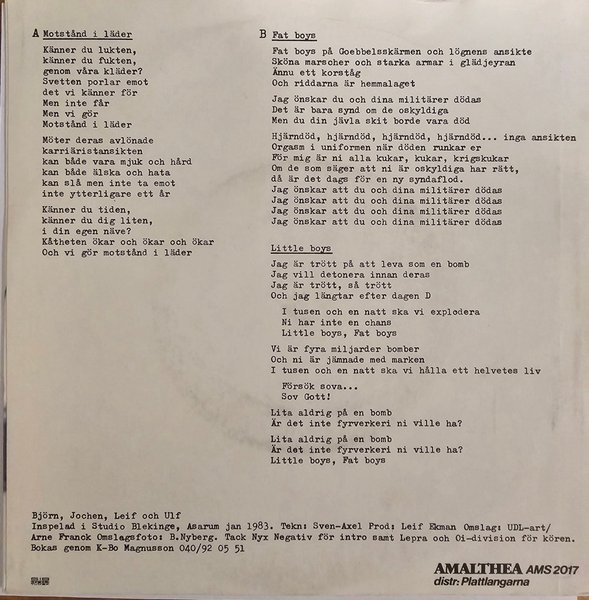 A Motstånd i läder
Känner du lukten,
känner du fukten,
genom våra kläder?
Svetten porlar emot
det vi känner för
Men inte får
Men vi gör
Motstånd i läder
Möter deras avlönade
karriäristansikten
kan både vara mjuk och hård
kan både älska och hata
kan slå men inte ta emot
inte ytterligare ett år
Känner du tiden,
känner du dig liten,
i din egen näve?
Kåtheten ökar och ökar och ökar
Och vi gör motstånd i läder
B Fat boys
Fat boys på Goebbelsskärmen och lögnens ansikte
Sköna marscher och starka armar i glädjeyran
Ännu ett korståg
Och riddarna är hemmalaget
Jag önskar du och dina militärer dödas
Det är bara synd om de oskyldiga
Men du din jävla skit borde vara död
Hjärndöd, hjärndöd, hjärndöd, hjärndöd... inga ansikten
Orgasm i uniformen när döden runkar er
För mig är ni alla kukar, kukar, krigskukar
Om de som säger att ni är oskyldiga har rätt,
då är det dags för en ny syndaflod.
Jag önskar att du och dina militärer dödas
Jag önskar att du och dina militärer dödas
Jag önskar att du och dina militärer dödas
Jag önskar att du och dina militärer dödas
Little boys
Jag är trött på att leva som en bomb
Jag vill detonera innan deras
Jag är trött, så trött
Och jag längtar efter dagen D
I tusen och en natt ska vi explodera
Ni har inte en chans
Little boys, Fat boys
Vi är fyra miljarder bomber
Och ni är jämnade med marken
I tusen och en natt ska vi hålla ett helvetes liv
Försök sova...
Sov Gott!
Lita aldrig på en bomb
Är det inte fyrverkeri ni ville ha?
Lita aldrig på en bomb
Är det inte fyrverkeri ni ville ha?
Little boys, Fat boys
Björn, Jochen, Leif och Ulf
Inspelad i Studio Blekinge, Asarum jan 1983. Tekn: Sven-Axel Prod: Leif Ekman Omslag: UDL-art/
Arne Franck Omslagsfoto: B.Nyberg. Tack Nyx Negativ för intro samt Lepra och Oi-division för kören.
Bokas genom K-Bo Magnusson 040/92 05 51
AMALTHEA AMS 2017
distr: Plattlangarna